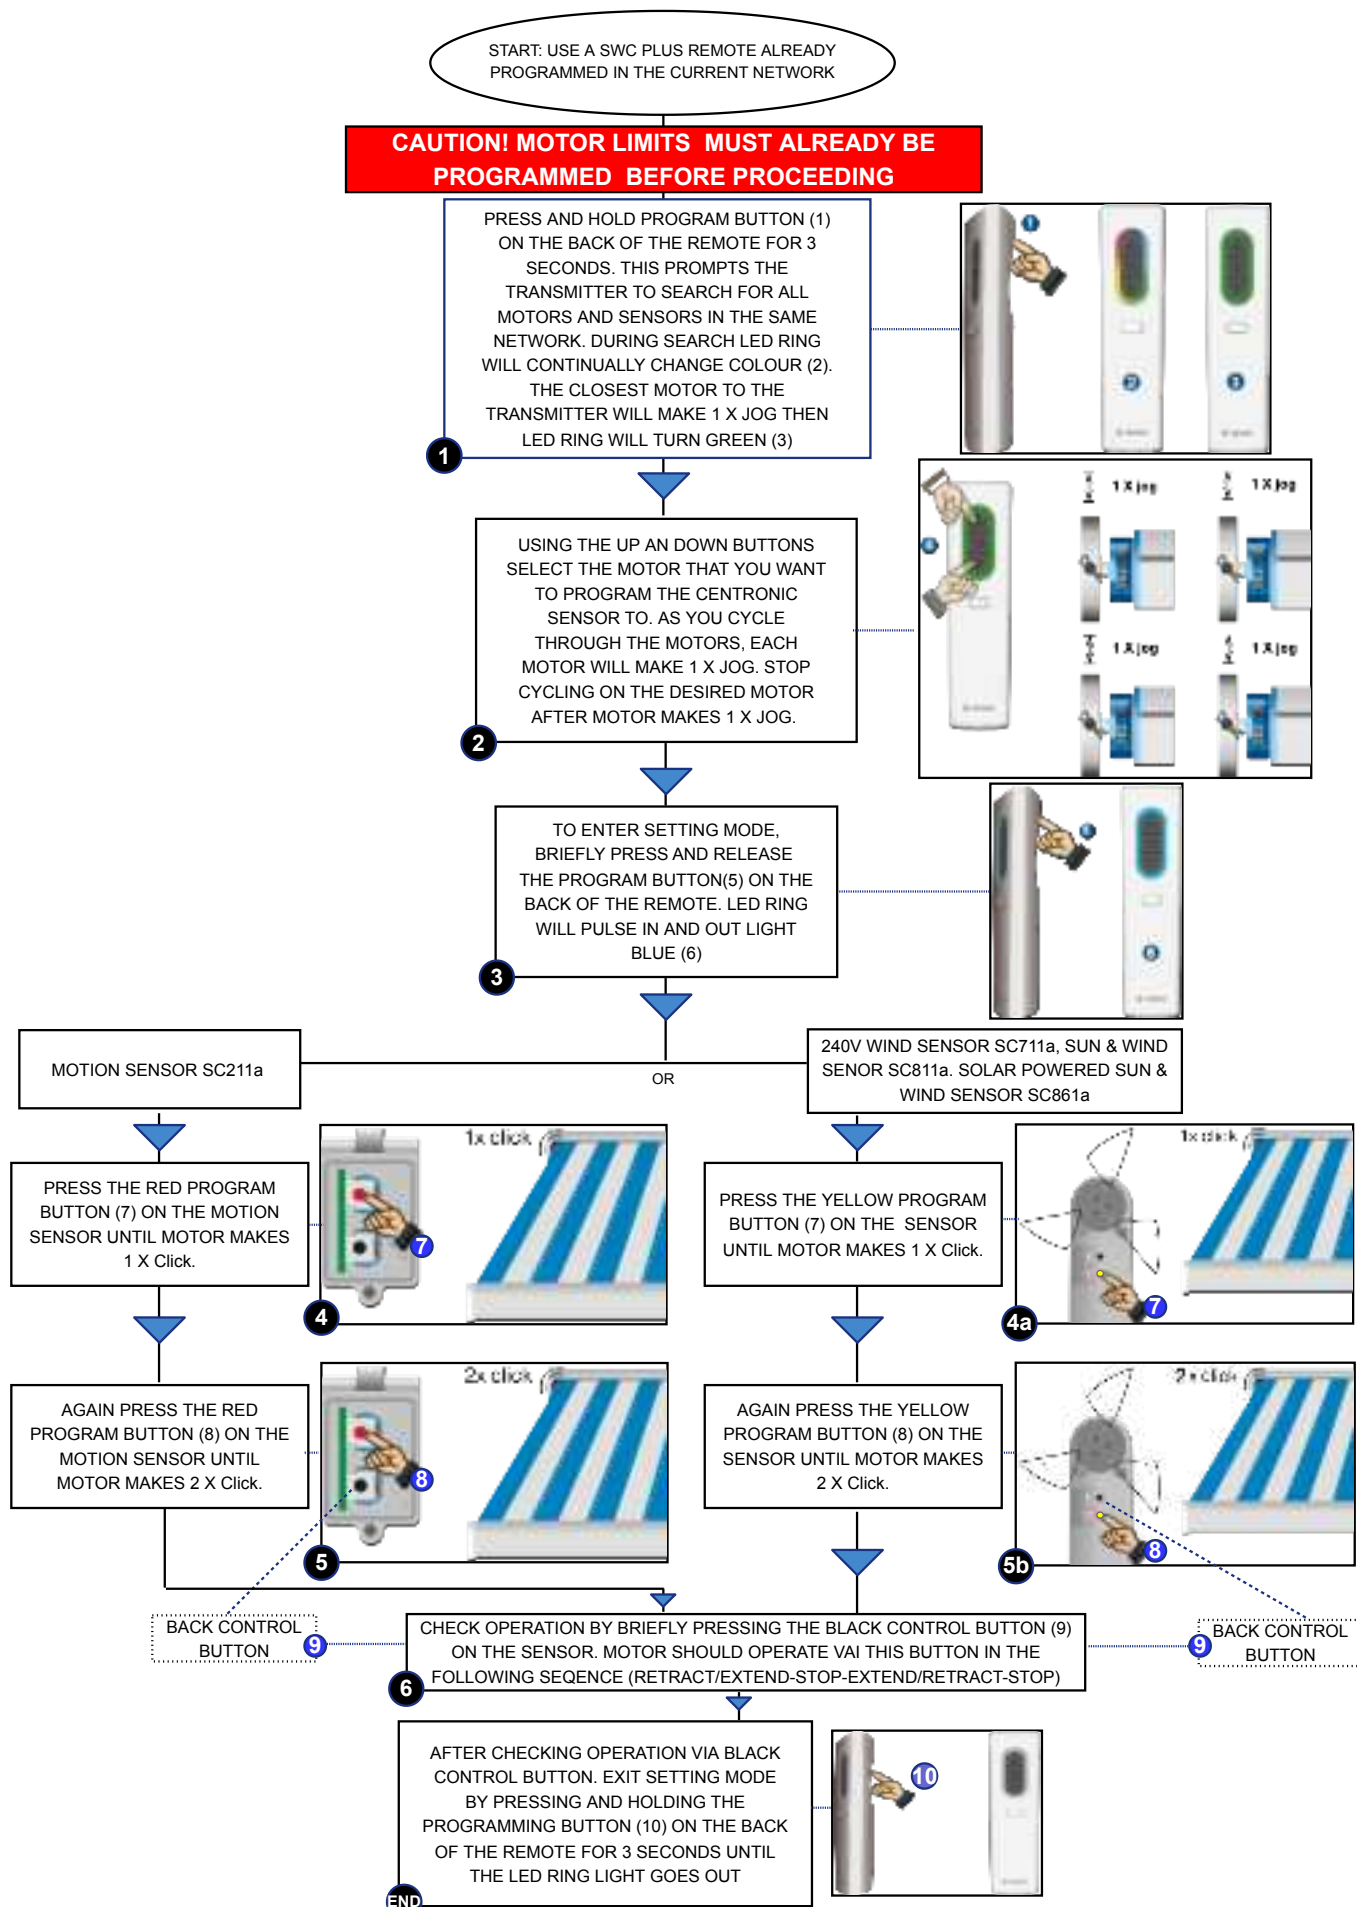 START: USE A SWC PLUS REMOTE ALREADY
PROGRAMMED IN THE CURRENT NETWORK
CAUTION! MOTOR LIMITS MUST ALREADY BE
PROGRAMMED BEFORE PROCEEDING
PRESS AND HOLD PROGRAM BUTTON (1)
ON THE BACK OF THE REMOTE FOR 3
SECONDS. THIS PROMPTS THE
TRANSMITTER TO SEARCH FOR ALL
MOTORS AND SENSORS IN THE SAME
NETWORK. DURING SEARCH LED RING
WILL CONTINUALLY CHANGE COLOUR (2).
THE CLOSEST MOTOR TO THE
TRANSMITTER WILL MAKE 1 X JOG THEN
LED RING WILL TURN GREEN (3)
1
1
2
3
USING THE UP AN DOWN BUTTONS
SELECT THE MOTOR THAT YOU WANT
TO PROGRAM THE CENTRONIC
SENSOR TO. AS YOU CYCLE
THROUGH THE MOTORS, EACH
MOTOR WILL MAKE 1 X JOG. STOP
CYCLING ON THE DESIRED MOTOR
AFTER MOTOR MAKES 1 X JOG.
2
1 X jog
1 X jog
1 X jog
1 X jog
TO ENTER SETTING MODE,
BRIEFLY PRESS AND RELEASE
THE PROGRAM BUTTON(5) ON THE
BACK OF THE REMOTE. LED RING
WILL PULSE IN AND OUT LIGHT
BLUE (6)
3
MOTION SENSOR SC211a
OR
240V WIND SENSOR SC711a, SUN & WIND
SENOR SC811a. SOLAR POWERED SUN &
WIND SENSOR SC861a
PRESS THE RED PROGRAM
BUTTON (7) ON THE MOTION
SENSOR UNTIL MOTOR MAKES
1 X Click.
1x click
7
4
PRESS THE YELLOW PROGRAM
BUTTON (7) ON THE SENSOR
UNTIL MOTOR MAKES 1 X Click.
1x click
7
4a
AGAIN PRESS THE RED
PROGRAM BUTTON (8) ON THE
MOTION SENSOR UNTIL
MOTOR MAKES 2 X Click.
2x click
8
5
AGAIN PRESS THE YELLOW
PROGRAM BUTTON (8) ON THE
SENSOR UNTIL MOTOR MAKES
2 X Click.
2x click
8
5b
BACK CONTROL
BUTTON
9
CHECK OPERATION BY BRIEFLY PRESSING THE BLACK CONTROL BUTTON (9)
ON THE SENSOR. MOTOR SHOULD OPERATE VAI THIS BUTTON IN THE
FOLLOWING SEQENCE (RETRACT/EXTEND-STOP-EXTEND/RETRACT-STOP)
6
9
BACK CONTROL
BUTTON
AFTER CHECKING OPERATION VIA BLACK
CONTROL BUTTON. EXIT SETTING MODE
BY PRESSING AND HOLDING THE
PROGRAMMING BUTTON (10) ON THE BACK
OF THE REMOTE FOR 3 SECONDS UNTIL
THE LED RING LIGHT GOES OUT
END
10